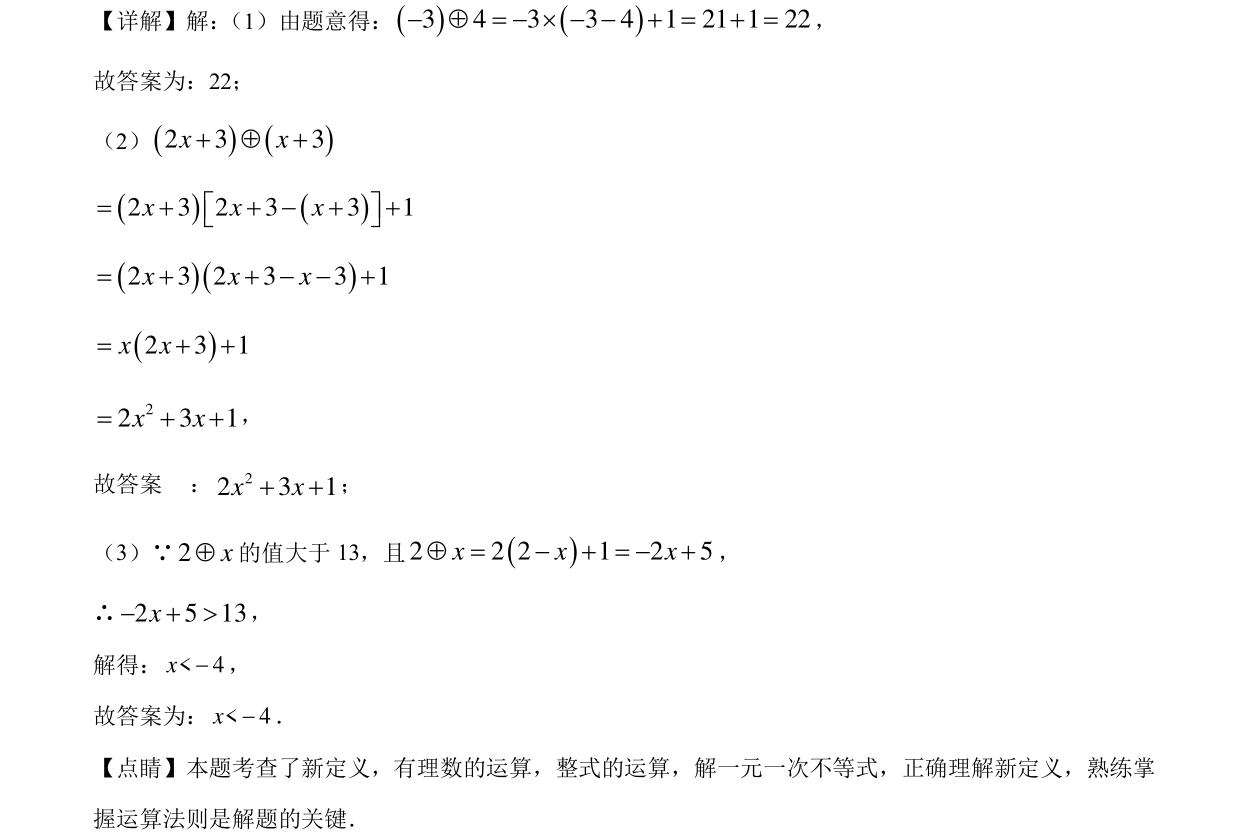 【详解】解：（1）由题意得：(−3)⊕4=−3×(−3−4)+1=21+1=22，
故答案为：22；
（2）(2x+3)⊕(x+3)
=(2x+3)[2x+3−(x+3)]+1
=(2x+3)(2x+3−x−3)+1
=x(2x+3)+1
=2x²+3x+1，
故答案 ：2x²+3x+1；
（3）∵2⊕x的值大于 13，且2⊕x=2(2−x)+1=−2x+5，
∴−2x+5>13，
解得：x<−4，
故答案为：x<−4．
【点睛】本题考查了新定义，有理数的运算，整式的运算，解一元一次不等式，正确理解新定义，熟练掌
握运算法则是解题的关键．